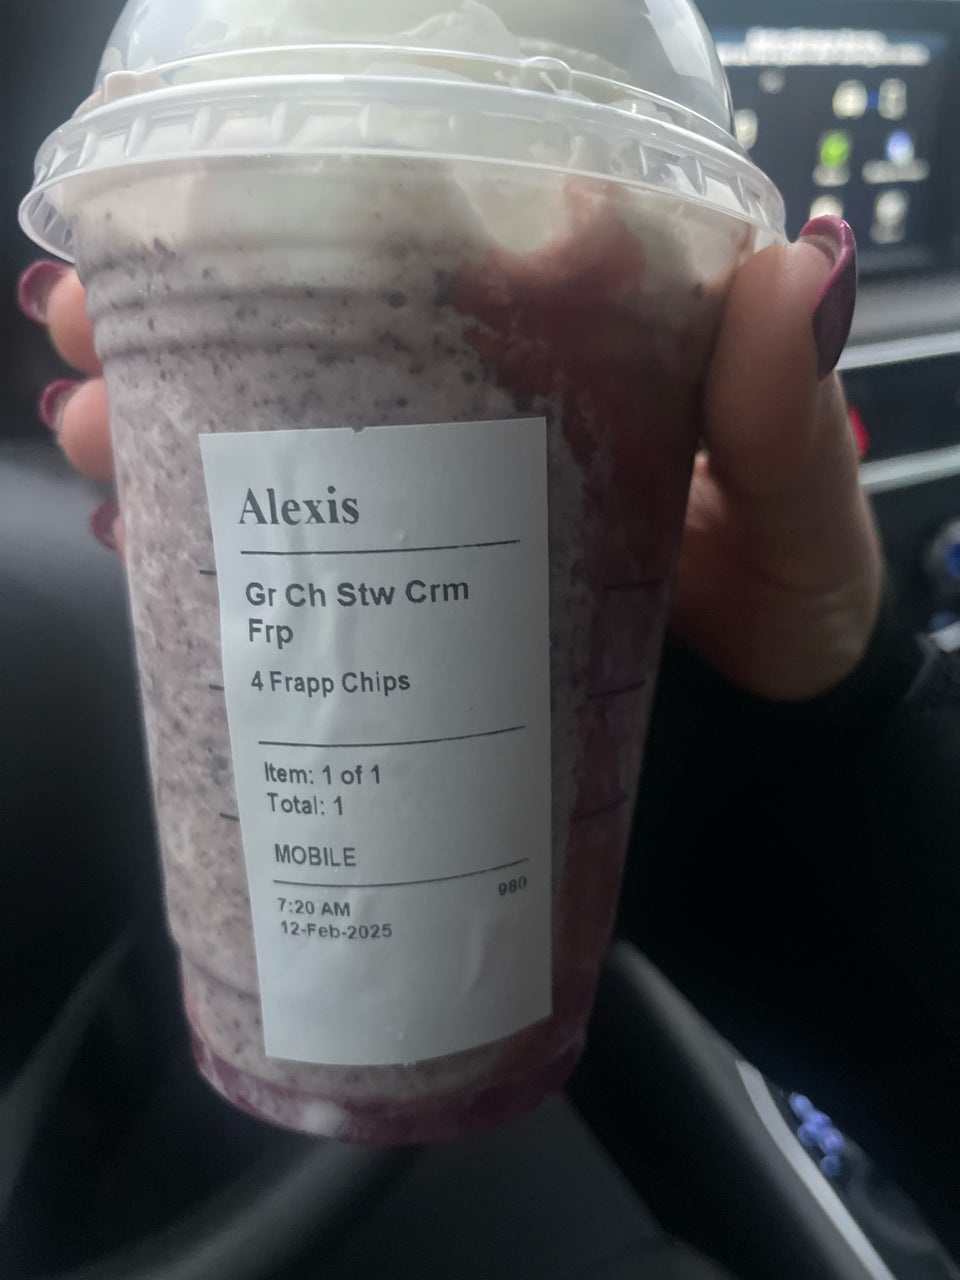 Alexis
Gr Ch Stw Crm
Frp
4 Frapp Chips
Item: 1 of 1
Total: 1
MOBILE
980
7:20 AM
12-Feb-2025